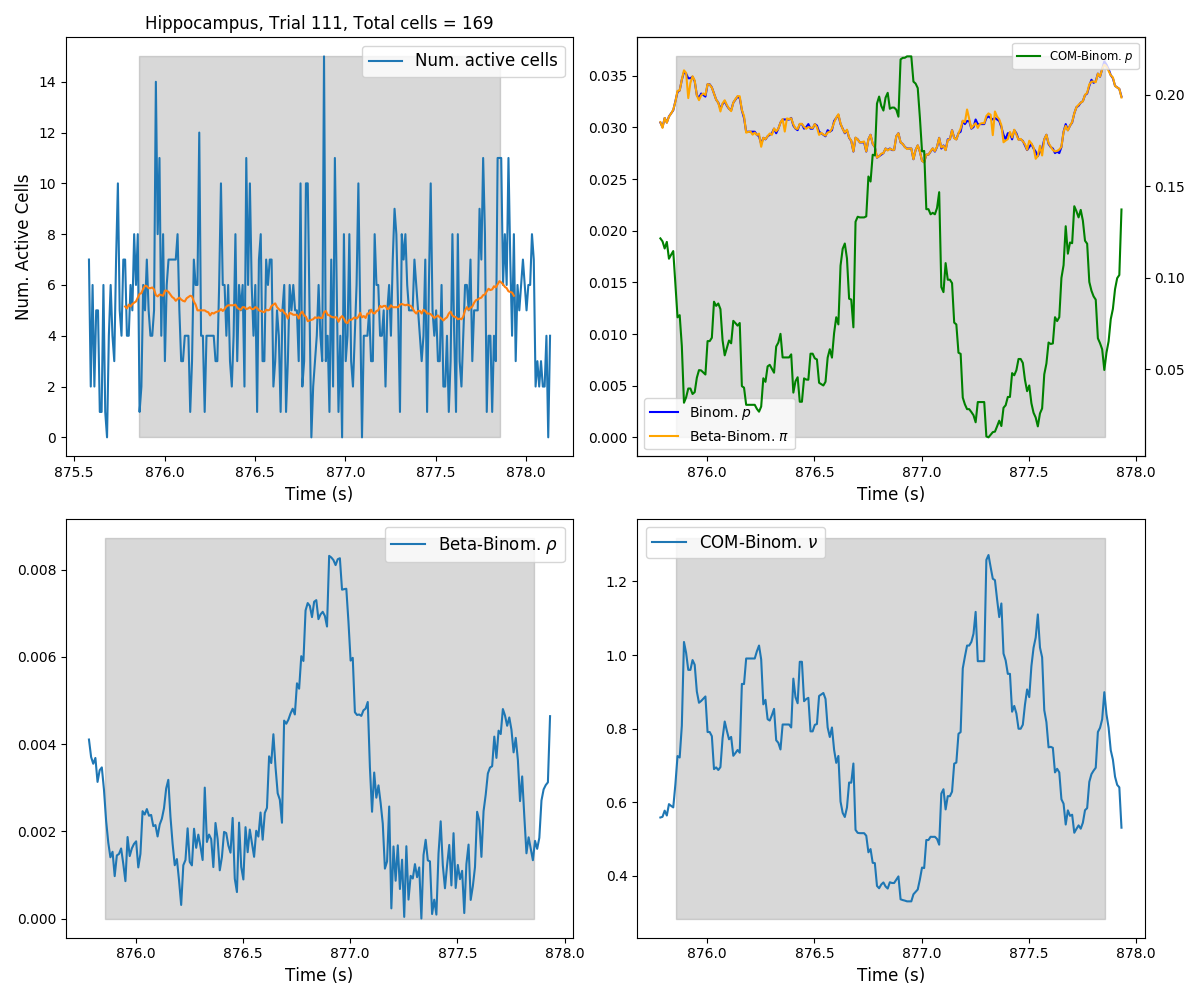 Hippocampus, Trial 111, Total cells = 169
Num. active cells
Num. Active Cells
14
12
10
8
6
4
2
0
875.5 876.0 876.5 877.0 877.5 878.0
Time (s)
COM-Binom. p
0.035
0.030
0.025
0.020
0.015
0.010
0.005
0.000
0.20
0.15
0.10
0.05
Binom. p
Beta-Binom. π
876.0 876.5 877.0 877.5 878.0
Time (s)
Beta-Binom. ρ
0.008
0.006
0.004
0.002
0.000
876.0 876.5 877.0 877.5 878.0
Time (s)
COM-Binom. ν
1.2
1.0
0.8
0.6
0.4
876.0 876.5 877.0 877.5 878.0
Time (s)